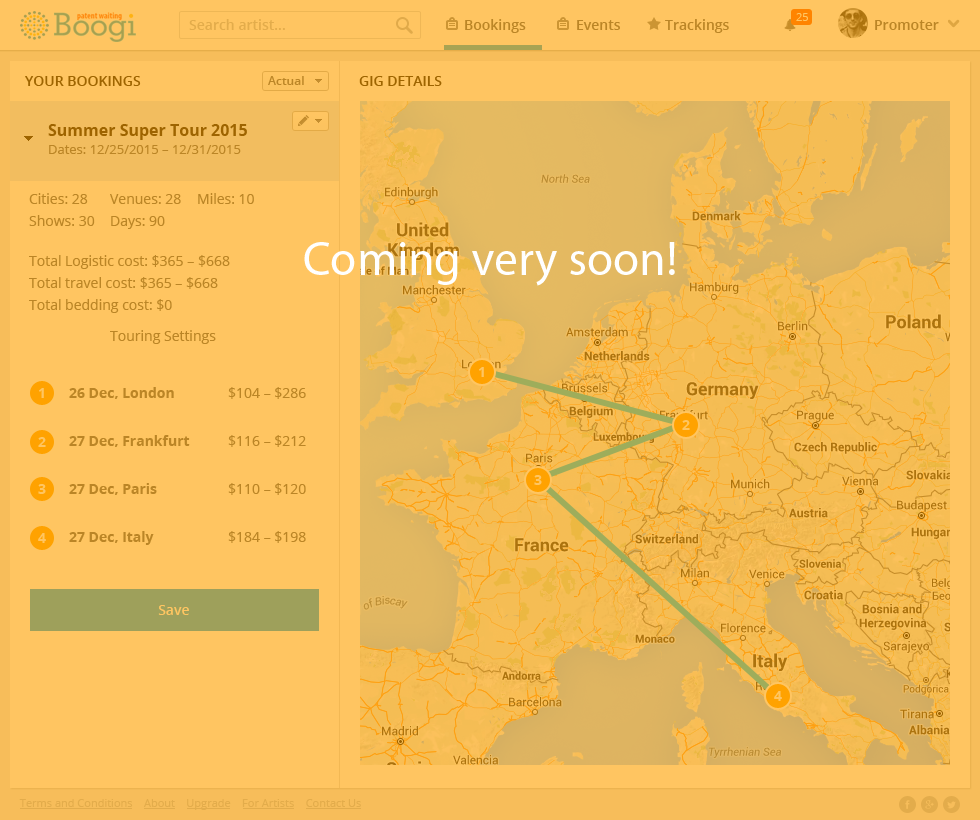 patent waiting
Boogi
Search artist...
Bookings
Events
Trackings
25
Promoter
YOUR BOOKINGS
Actual
GIG DETAILS
Summer Super Tour 2015
Dates: 12/25/2015 – 12/31/2015
Cities: 28 Venues: 28 Miles: 10
Shows: 30 Days: 90
Total Logistic cost: $365 – $668
Total travel cost: $365 – $668
Total bedding cost: $0
Touring Settings
1 26 Dec, London $104 – $286
2 27 Dec, Frankfurt $116 – $212
3 27 Dec, Paris $110 – $120
4 27 Dec, Italy $184 – $198
Save
Coming very soon!
North Sea
Edinburgh
Denmark
United
Kingdom
e of Man
Manchester
Hamburg
Amsterdam
Berlin
Poland
Netherlands
1
Brussels
Germany
Belgium
2
Prague
Luxembourg
Czech Republic
Paris
3
Munich
Vienna
Slovakia
Budapest
Austria
Hungar
France
Switzerland
Slovenia
Milan
Venice
Croatia
Belg
of Biscay
Bosnia and
Herzegovina
Florence
Monaco
Sarajevo
Italy
Andorra
4
Podgorica
Barcelona
Tirana
Albania
Madrid
Tyrrhenian Sea
Valencia
Terms and Conditions About Upgrade For Artists Contact Us